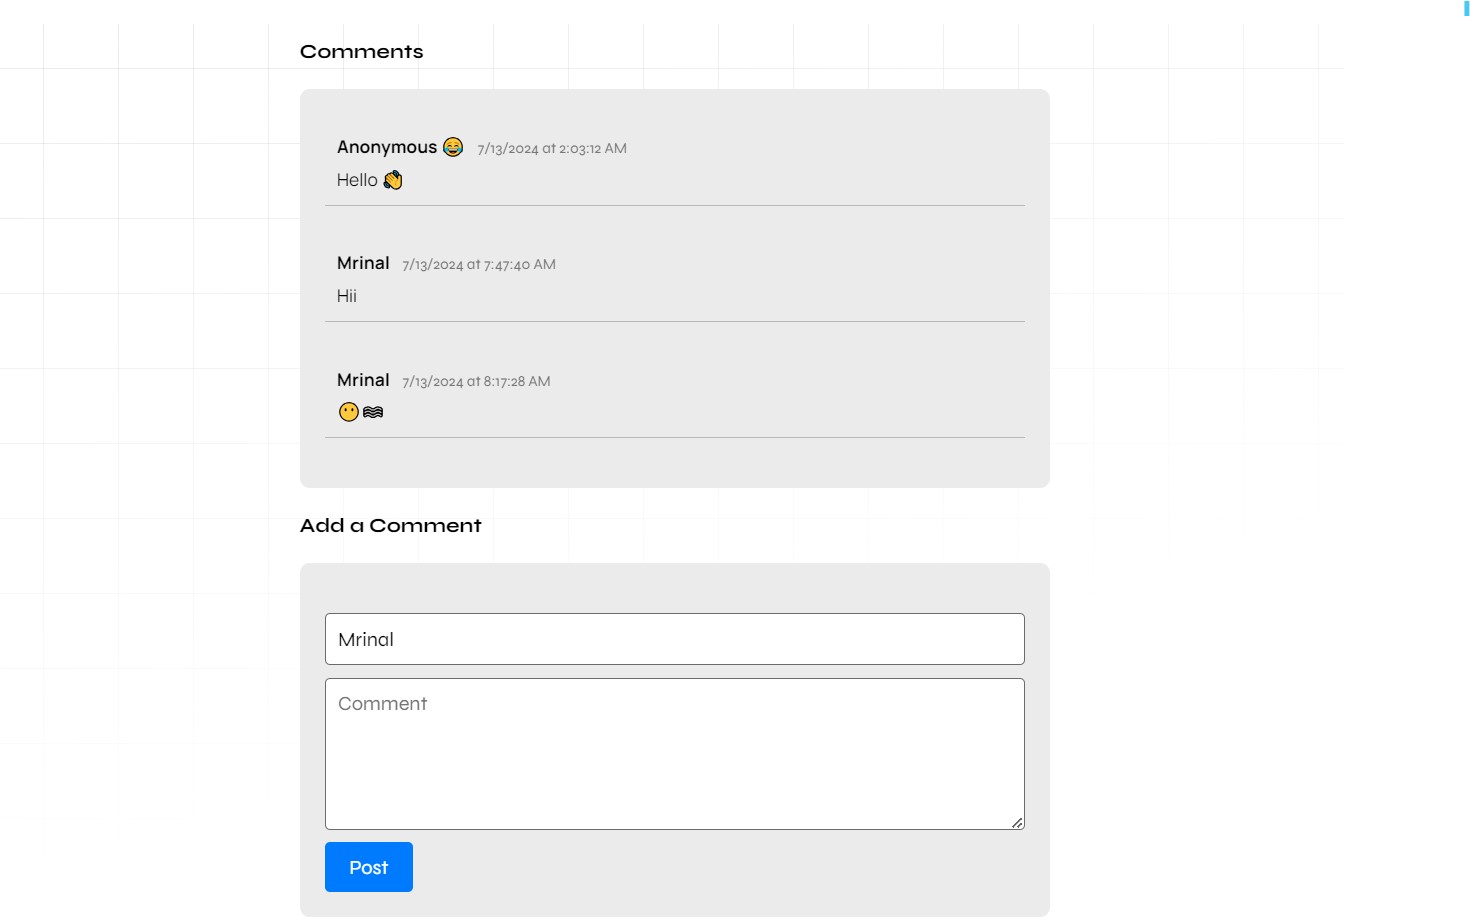 Comments
Anonymous 😂 7/13/2024 at 2:03:12 AM
Hello 👋
Mrinal 7/13/2024 at 7:47:40 AM
Hii
Mrinal 7/13/2024 at 8:17:28 AM
😶🌫
Add a Comment
Mrinal
Comment
Post